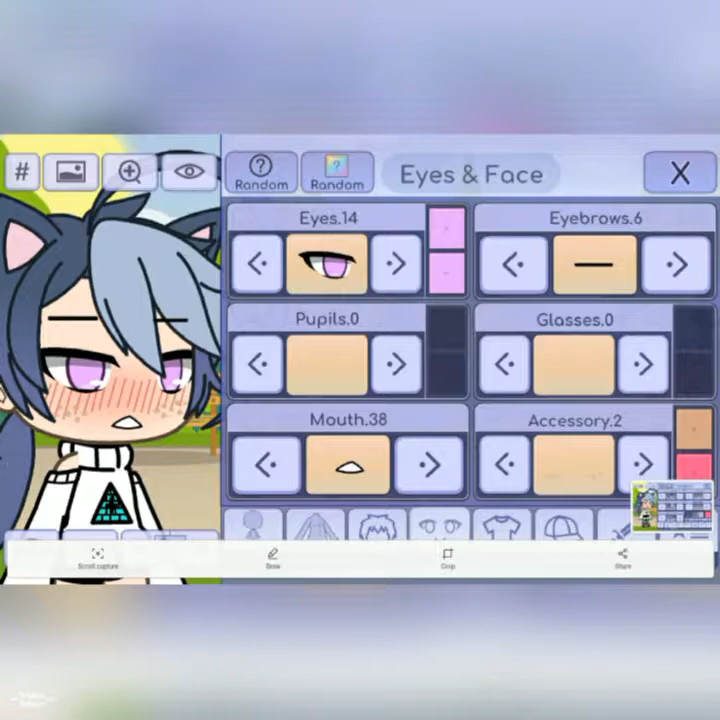 #
Random
Random
Eyes & Face
X
Eyes.14
Eyebrows.6
Pupils.0
Glasses.0
Mouth.38
Accessory.2
Scroll capture
Draw
Crop
Share